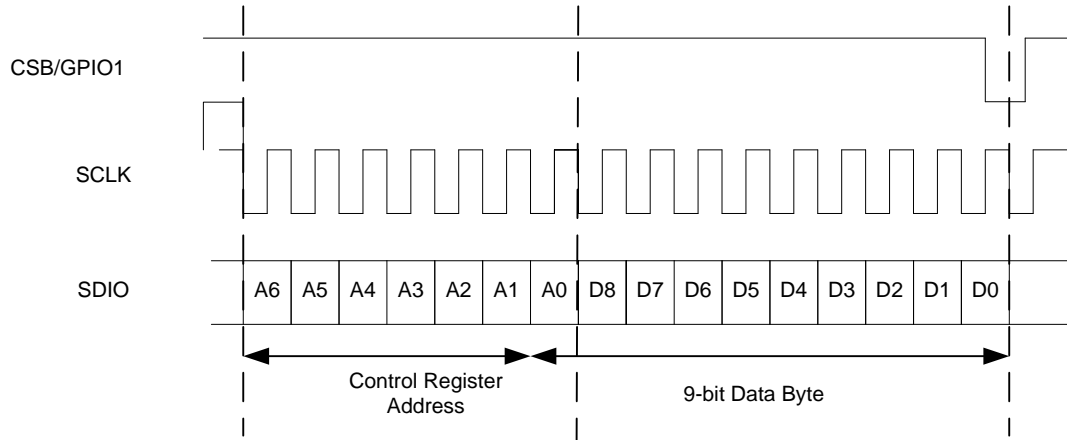 CSB/GPIO1
SCLK
SDIO
A6 A5 A4 A3 A2 A1 A0 D8 D7 D6 D5 D4 D3 D2 D1 D0
Control Register
Address
9-bit Data Byte